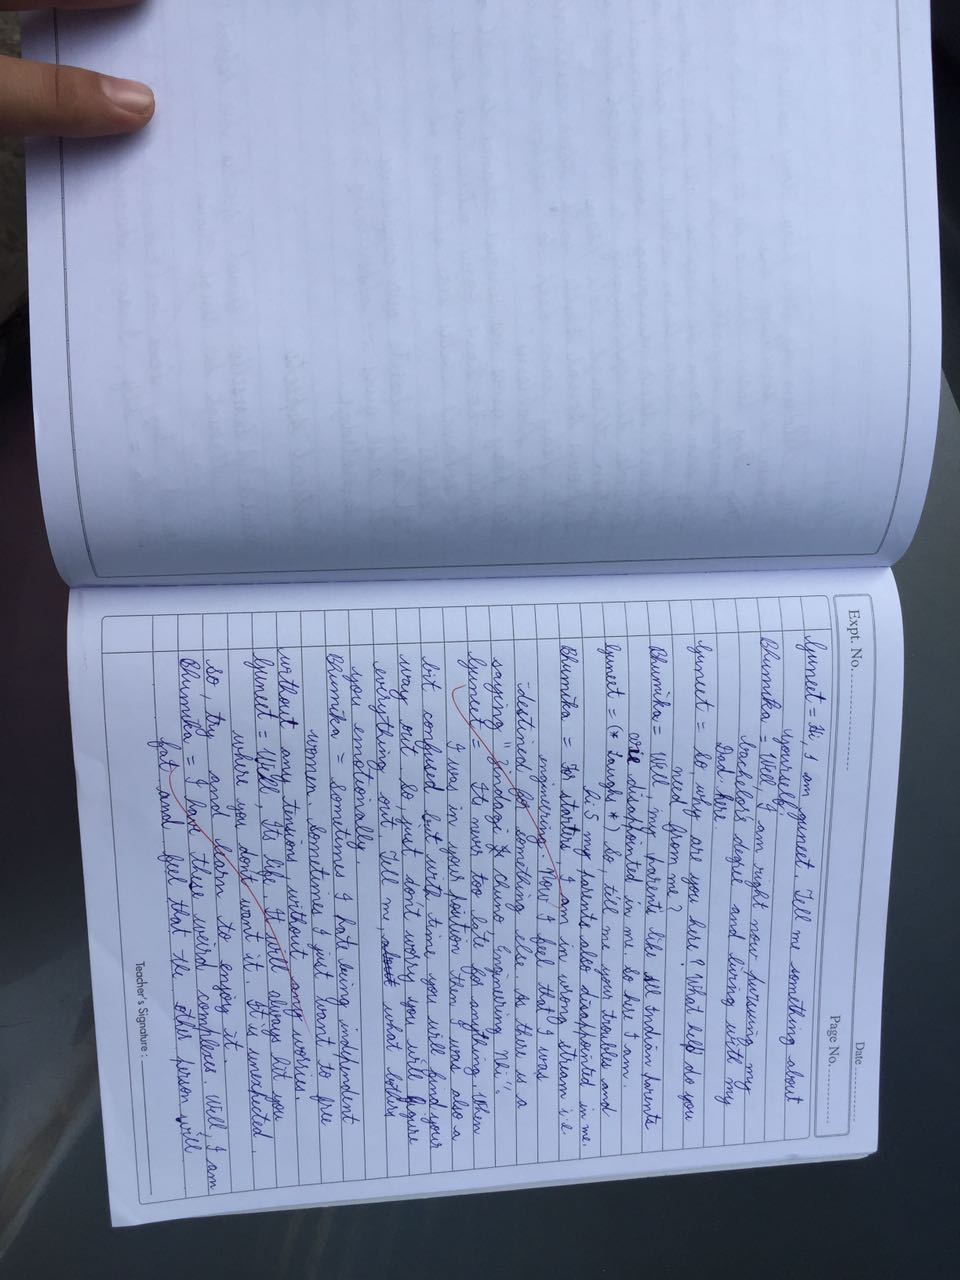 Expt. No.
Date
Page No.
Guneet = Hi, I am guneet. Tell me something about
yourself.
Bhumika = Well, I am right now pursuing my
bachelor's degree and living with my
Dad. here.
Guneet = So, why are you here? What help do you
need from me?
Bhumika = Well, my parents like all Indian parents
are disappointed in me. So here I am.
Guneet = (* Laughs *) So, tell me your troubles and
hi 5 my parents also disappointed in me.
Bhumika = For starters, I am in wrong stream i.e.
engineering. Now I feel that I was
destined for something else. As there is a
saying "Zindagi Chuno, Engineering Nhi".
Guneet = Its never too late for anything. When
I was in your position then I was also a
bit confused but with time you will find your
way out. So, just don't worry you will figure
everything out. Tell me, about what bothers
you emotionally.
Bhumika = Sometimes I hate being independent
women. Sometimes I just want to free
without any tensions, without any worries.
Guneet = Well, Its life. It will always hit you
where you don't want it. It is unexpected.
So, try and learn to enjoy it.
Bhumika = I have these weird complexes. Well, I am
fat and feel that the other person will
Teacher's Signature :